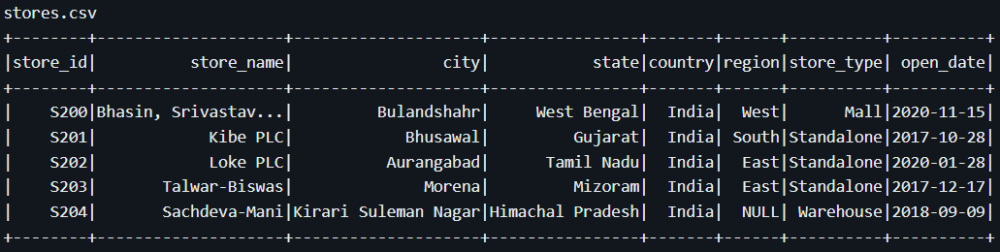 stores.csv
+--------+-------------------+--------------------+----------------+-------+------+----------+----------+
|store_id|         store_name|                city|           state|country|region|store_type| open_date|
+--------+-------------------+--------------------+----------------+-------+------+----------+----------+
|    S200|Bhasin, Srivastav...|         Bulandshahr|     West Bengal|  India|  West|      Mall|2020-11-15|
|    S201|           Kibe PLC|            Bhusawal|         Gujarat|  India| South|Standalone|2017-10-28|
|    S202|           Loke PLC|          Aurangabad|      Tamil Nadu|  India|  East|Standalone|2020-01-28|
|    S203|      Talwar-Biswas|              Morena|         Mizoram|  India|  East|Standalone|2017-12-17|
|    S204|      Sachdeva-Mani|Kirari Suleman Nagar|Himachal Pradesh|  India|  NULL| Warehouse|2018-09-09|
+--------+-------------------+--------------------+----------------+-------+------+----------+----------+